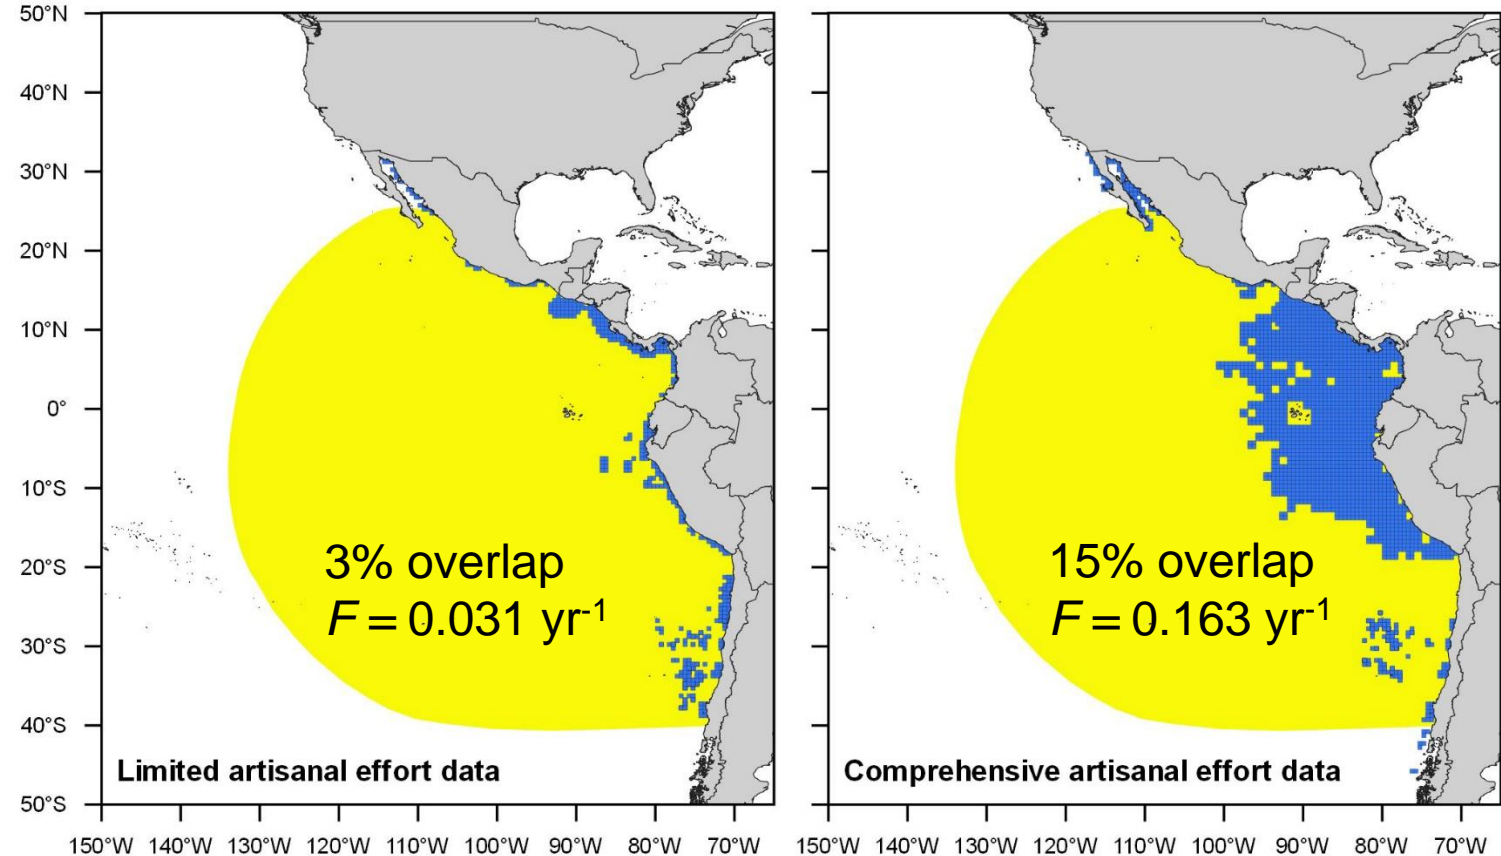 50°N
40°N
30°N
20°N
10°N
0°
10°S
20°S
30°S
40°S
50°S
3% overlap
F = 0.031 yr⁻¹
Limited artisanal effort data
15% overlap
F = 0.163 yr⁻¹
Comprehensive artisanal effort data
150°W 140°W 130°W 120°W 110°W 100°W 90°W 80°W 70°W
150°W 140°W 130°W 120°W 110°W 100°W 90°W 80°W 70°W